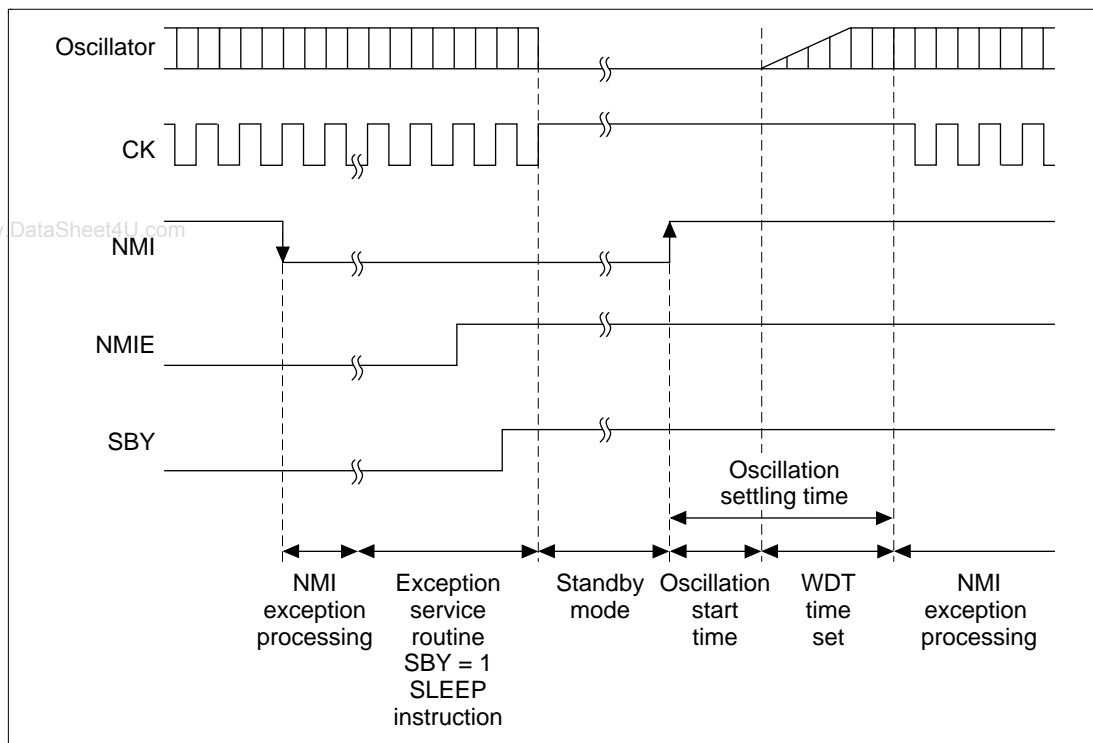 Oscillator
CK
.DataSheet4U.com
NMI
NMIE
SBY
Oscillation
settling time
NMI
exception
processing
Exception
service
routine
SBY = 1
SLEEP
instruction
Standby
mode
Oscillation
start
time
WDT
time
set
NMI
exception
processing